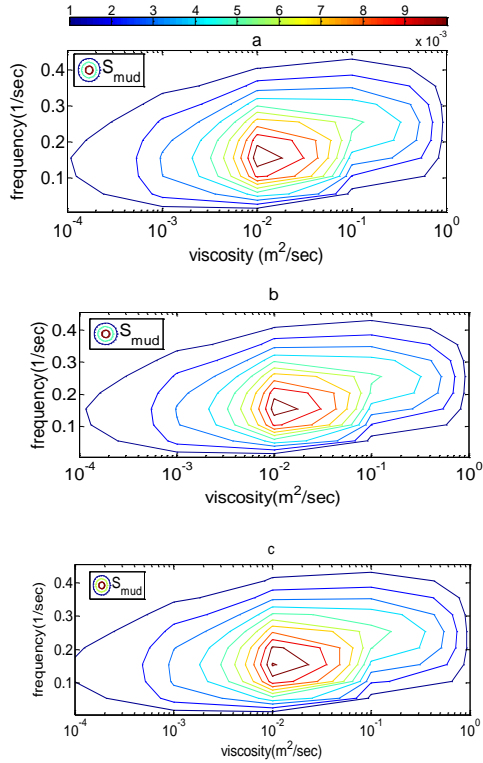 1 2 3 4 5 6 7 8 9
x 10^-3
a
S_mud
0.4
0.3
0.2
0.1
frequency(1/sec)
10^-4 10^-3 10^-2 10^-1 10^0
viscosity (m^2/sec)
b
S_mud
0.4
0.3
0.2
0.1
frequency(1/sec)
10^-4 10^-3 10^-2 10^-1 10^0
viscosity(m^2/sec)
c
S_mud
0.4
0.3
0.2
0.1
frequency(1/sec)
10^-4 10^-3 10^-2 10^-1 10^0
viscosity(m^2/sec)